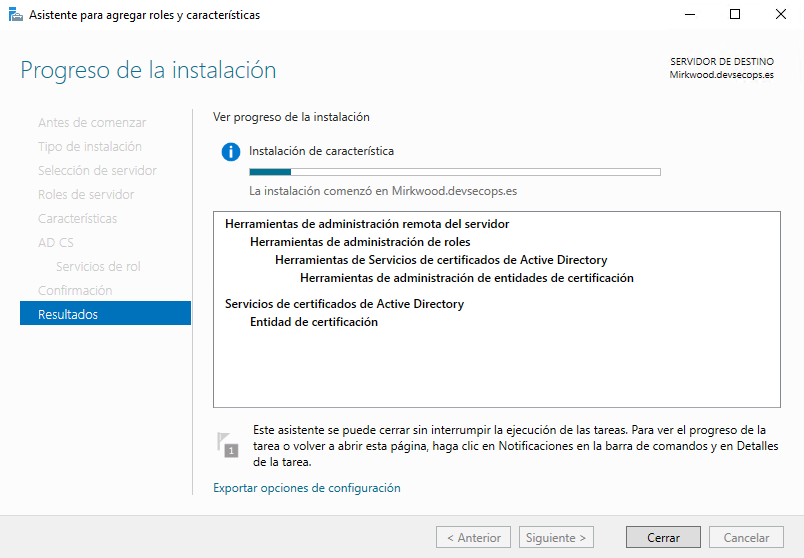 Asistente para agregar roles y características
Progreso de la instalación
SERVIDOR DE DESTINO
Mirkwood.devsecops.es
Antes de comenzar
Tipo de instalación
Selección de servidor
Roles de servidor
Características
AD CS
Servicios de rol
Confirmación
Resultados
Ver progreso de la instalación
Instalación de característica
La instalación comenzó en Mirkwood.devsecops.es
Herramientas de administración remota del servidor
Herramientas de administración de roles
Herramientas de Servicios de certificados de Active Directory
Herramientas de administración de entidades de certificación
Servicios de certificados de Active Directory
Entidad de certificación
1
Este asistente se puede cerrar sin interrumpir la ejecución de las tareas. Para ver el progreso de la
tarea o volver a abrir esta página, haga clic en Notificaciones en la barra de comandos y en Detalles
de la tarea.
Exportar opciones de configuración
< Anterior
Siguiente >
Cerrar
Cancelar